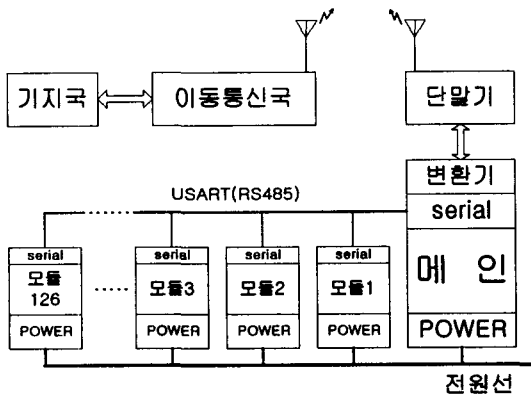 기지국
이동통신국
단말기
변환기
serial
메 인
POWER
USART(RS485)
serial
모듈
126
POWER
......
......
serial
모듈3
POWER
serial
모듈2
POWER
serial
모듈1
POWER
전원선